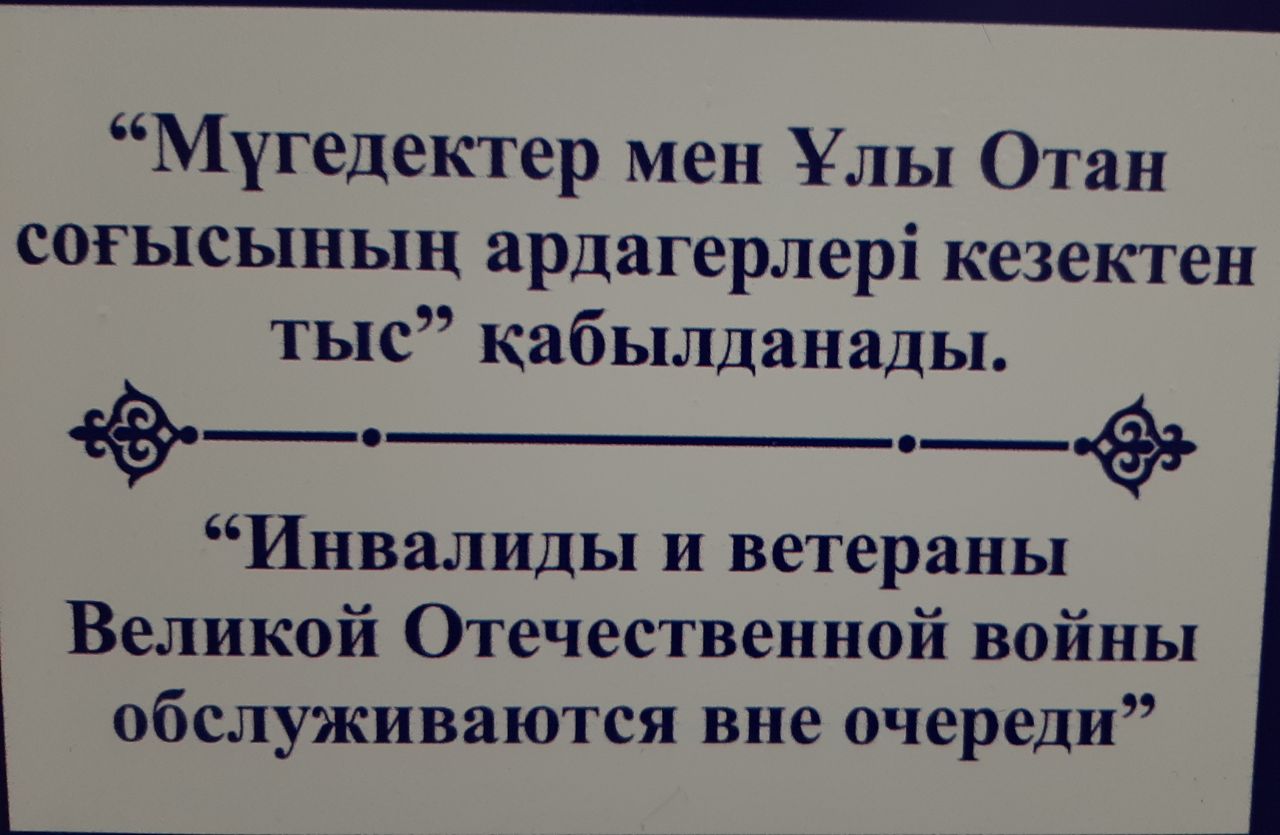 “Мүгедектер мен Ұлы Отан
соғысының ардагерлері кезектен
тыс” қабылданады.
“Инвалиды и ветераны
Великой Отечественной войны
обслуживаются вне очереди”